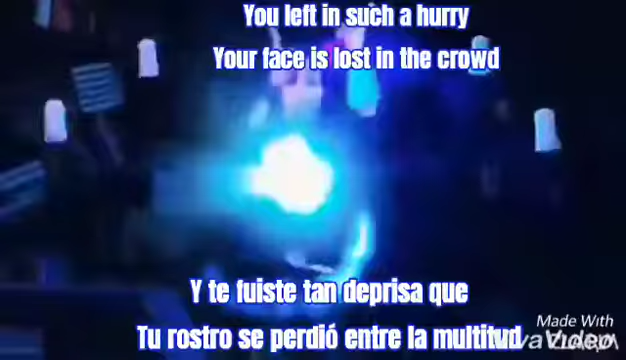 You left in such a hurry
Your face is lost in the crowd
Y te fuiste tan deprisa que
Tu rostro se perdió entre la multitud
Made With